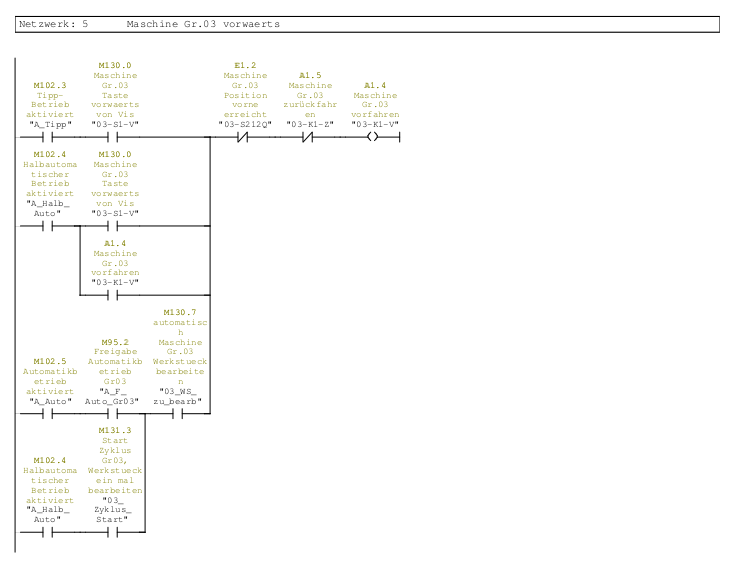 Netzwerk: 5 Maschine Gr.03 vorwaerts
M102.3
Tipp-
Betrieb
aktiviert
"A_Tipp"
M130.0
Maschine
Gr.03
Taste
vorwaerts
von Vis
"03-S1-V"
E1.2
Maschine
Gr.03
Position
vorne
erreicht
"03-S212Q"
A1.5
Maschine
Gr.03
zurückfahr
en
"03-K1-Z"
A1.4
Maschine
Gr.03
vorfahren
"03-K1-V"
M102.4
Halbautoma
tischer
Betrieb
aktiviert
"A_Halb_
Auto"
M130.0
Maschine
Gr.03
Taste
vorwaerts
von Vis
"03-S1-V"
A1.4
Maschine
Gr.03
vorfahren
"03-K1-V"
M102.5
Automatikb
etrieb
aktiviert
"A_Auto"
M95.2
Freigabe
Automatikb
etrieb
Gr03
"A_F_
Auto_Gr03"
M130.7
automatisc
h
Maschine
Gr.03
Werkstueck
bearbeite
n
"03_WS_
zu_bearb"
M102.4
Halbautoma
tischer
Betrieb
aktiviert
"A_Halb_
Auto"
M131.3
Start
Zyklus
Gr03,
Werkstueck
ein mal
bearbeiten
"03_
Zyklus_
Start"